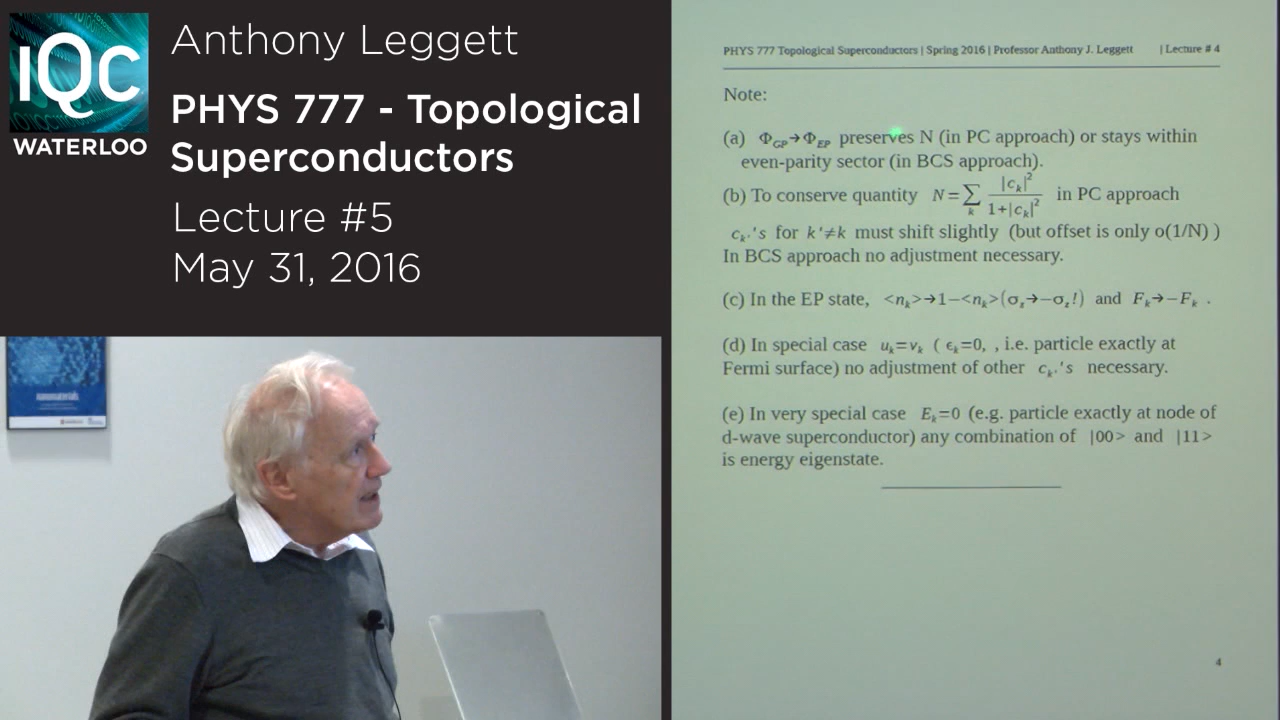 IQC
WATERLOO
Anthony Leggett
PHYS 777 - Topological
Superconductors
Lecture #5
May 31, 2016
PHYS 777 Topological Superconductors | Spring 2016 | Professor Anthony J. Leggett | Lecture # 4
Note:
(a) Φ_GP→Φ_EP preserves N (in PC approach) or stays within
even-parity sector (in BCS approach).
(b) To conserve quantity N=∑_k |c_k|²/(1+|c_k|²) in PC approach
c_k''s for k'≠k must shift slightly (but offset is only o(1/N) )
In BCS approach no adjustment necessary.
(c) In the EP state, <n_k>→1−<n_k>(σ_z→−σ_z!) and F_k→−F_k .
(d) In special case u_k=v_k ( ϵ_k=0, , i.e. particle exactly at
Fermi surface) no adjustment of other c_k''s necessary.
(e) In very special case E_k=0 (e.g. particle exactly at node of
d-wave superconductor) any combination of |00> and |11>
is energy eigenstate.
4